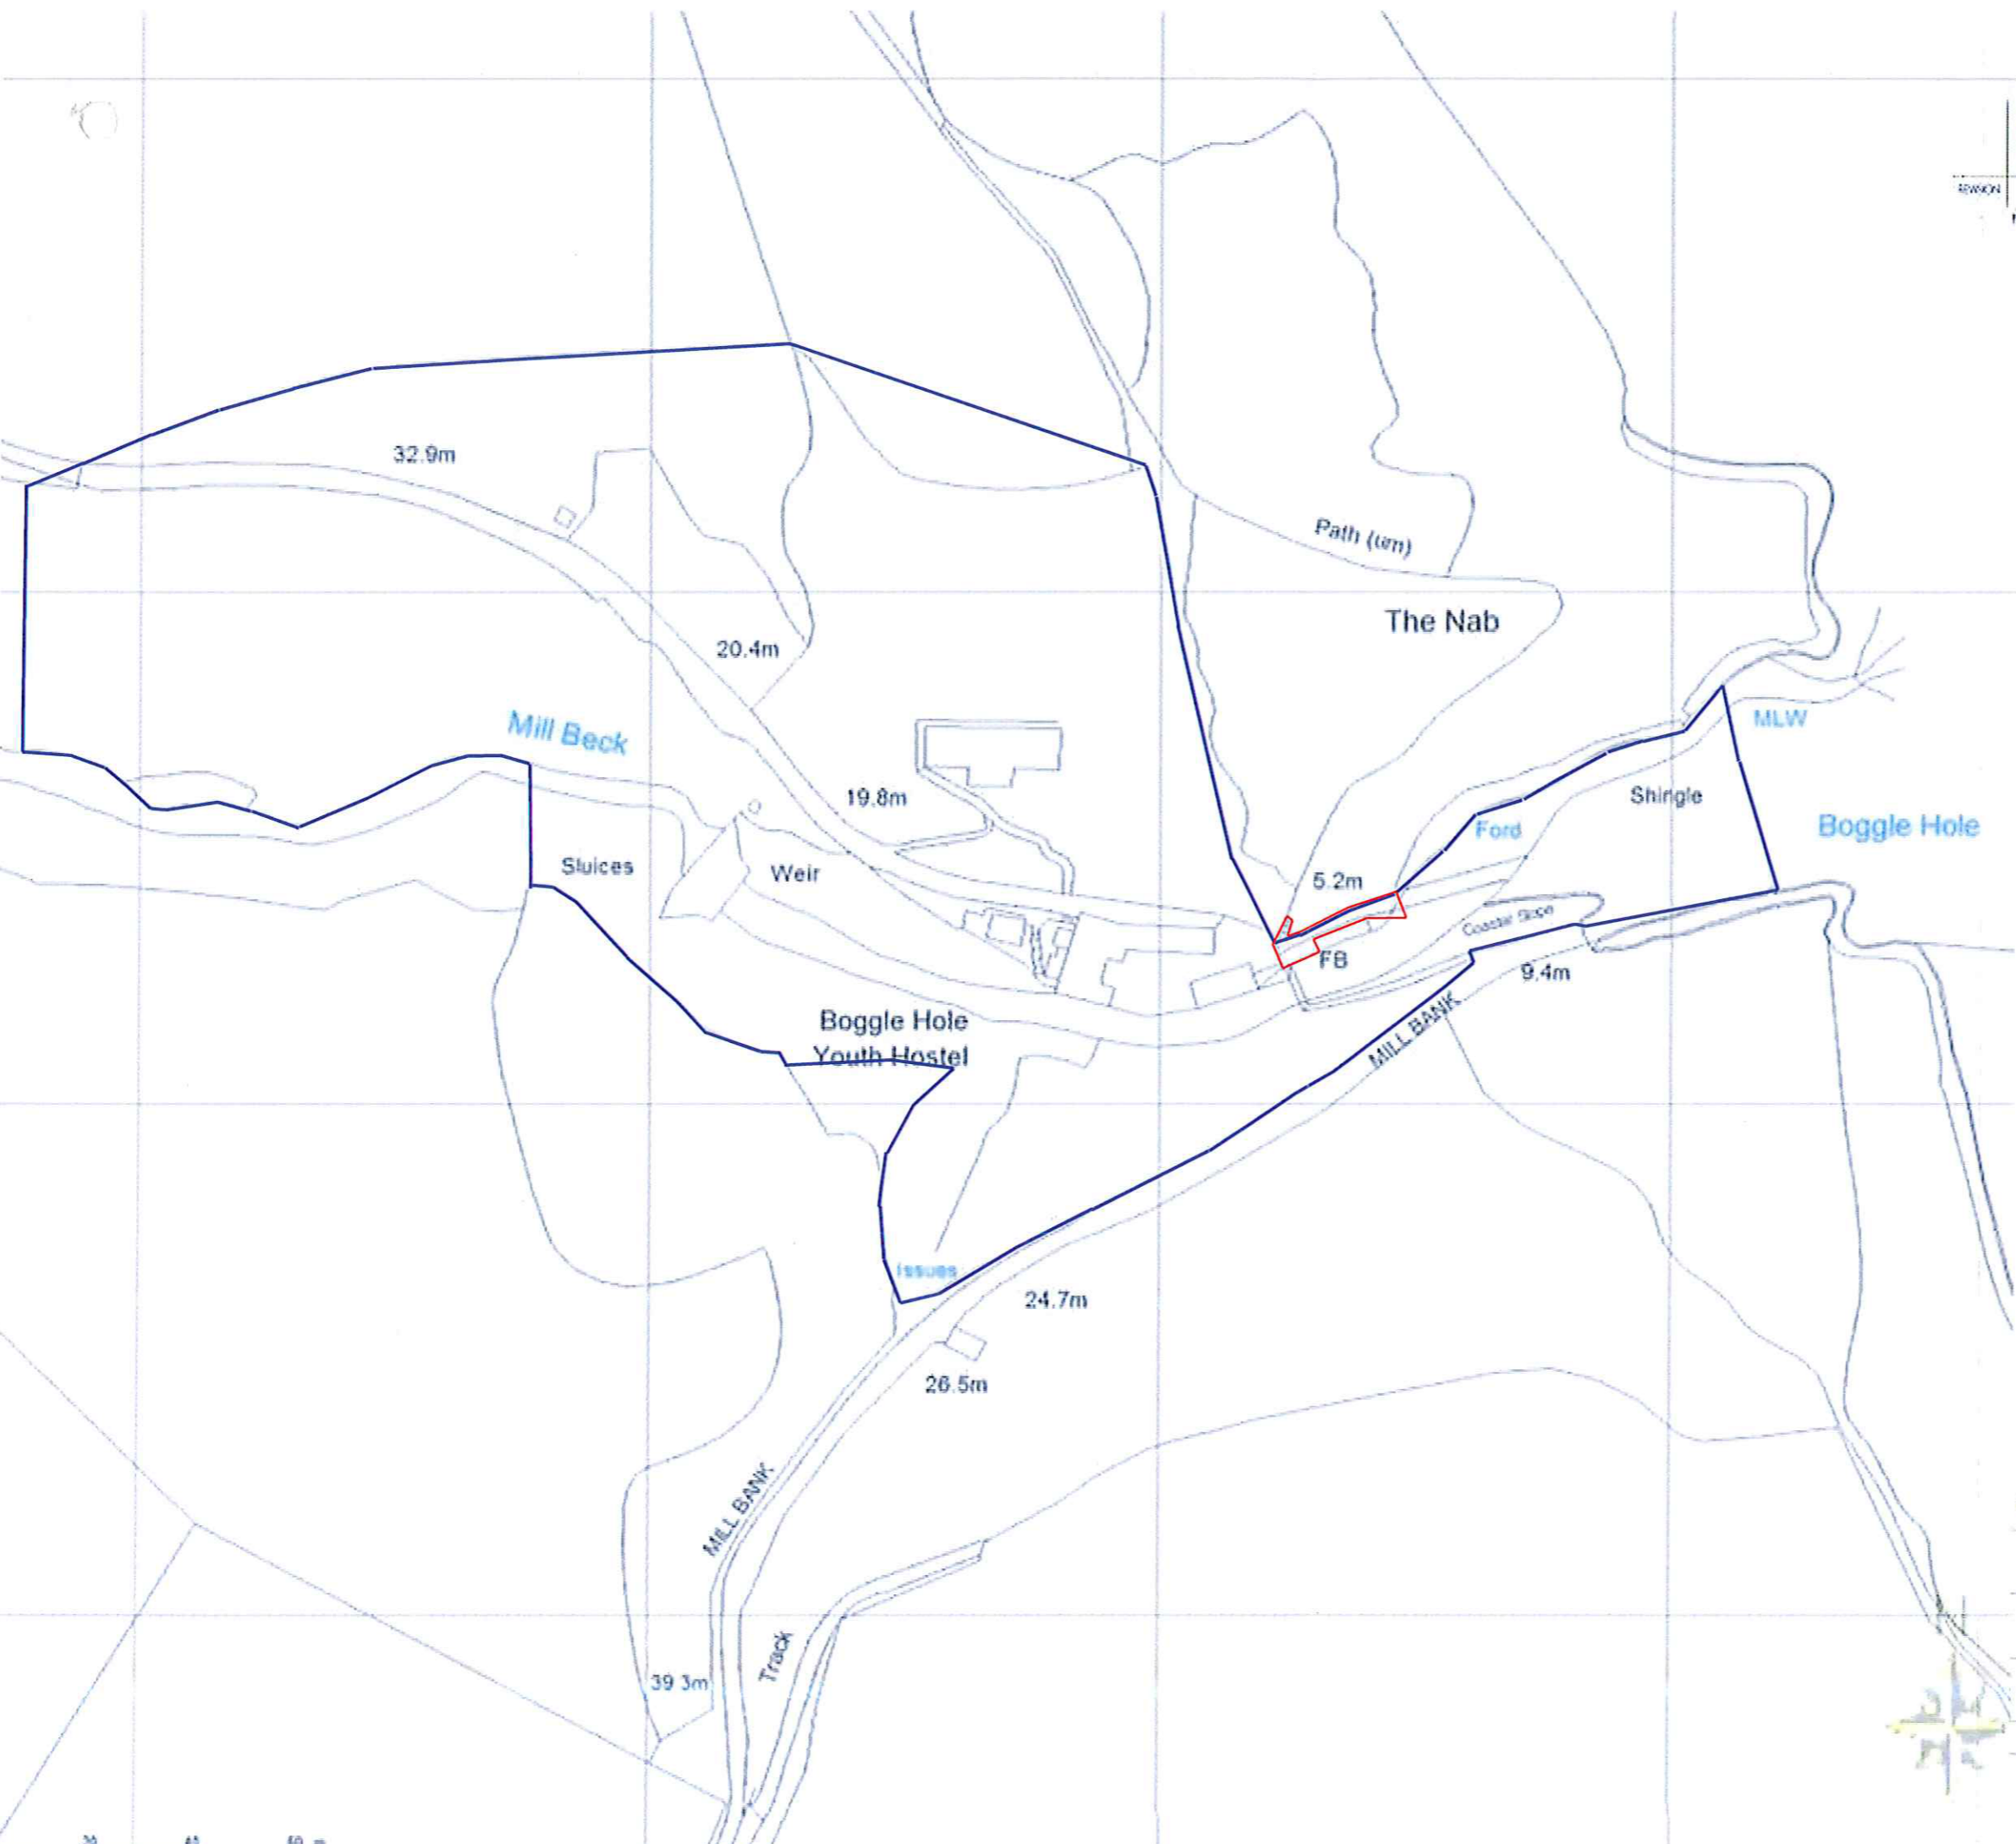 REVISION
32.9m
Path (um)
The Nab
20.4m
Mill Beck
MLW
19.8m
Shingle
Ford
Boggle Hole
Sluices
Weir
5.2m
Coastal Slope
FB
9.4m
Boggle Hole
Youth Hostel
MILL BANK
Issues
24.7m
26.5m
MILL BANK
Track
39.3m